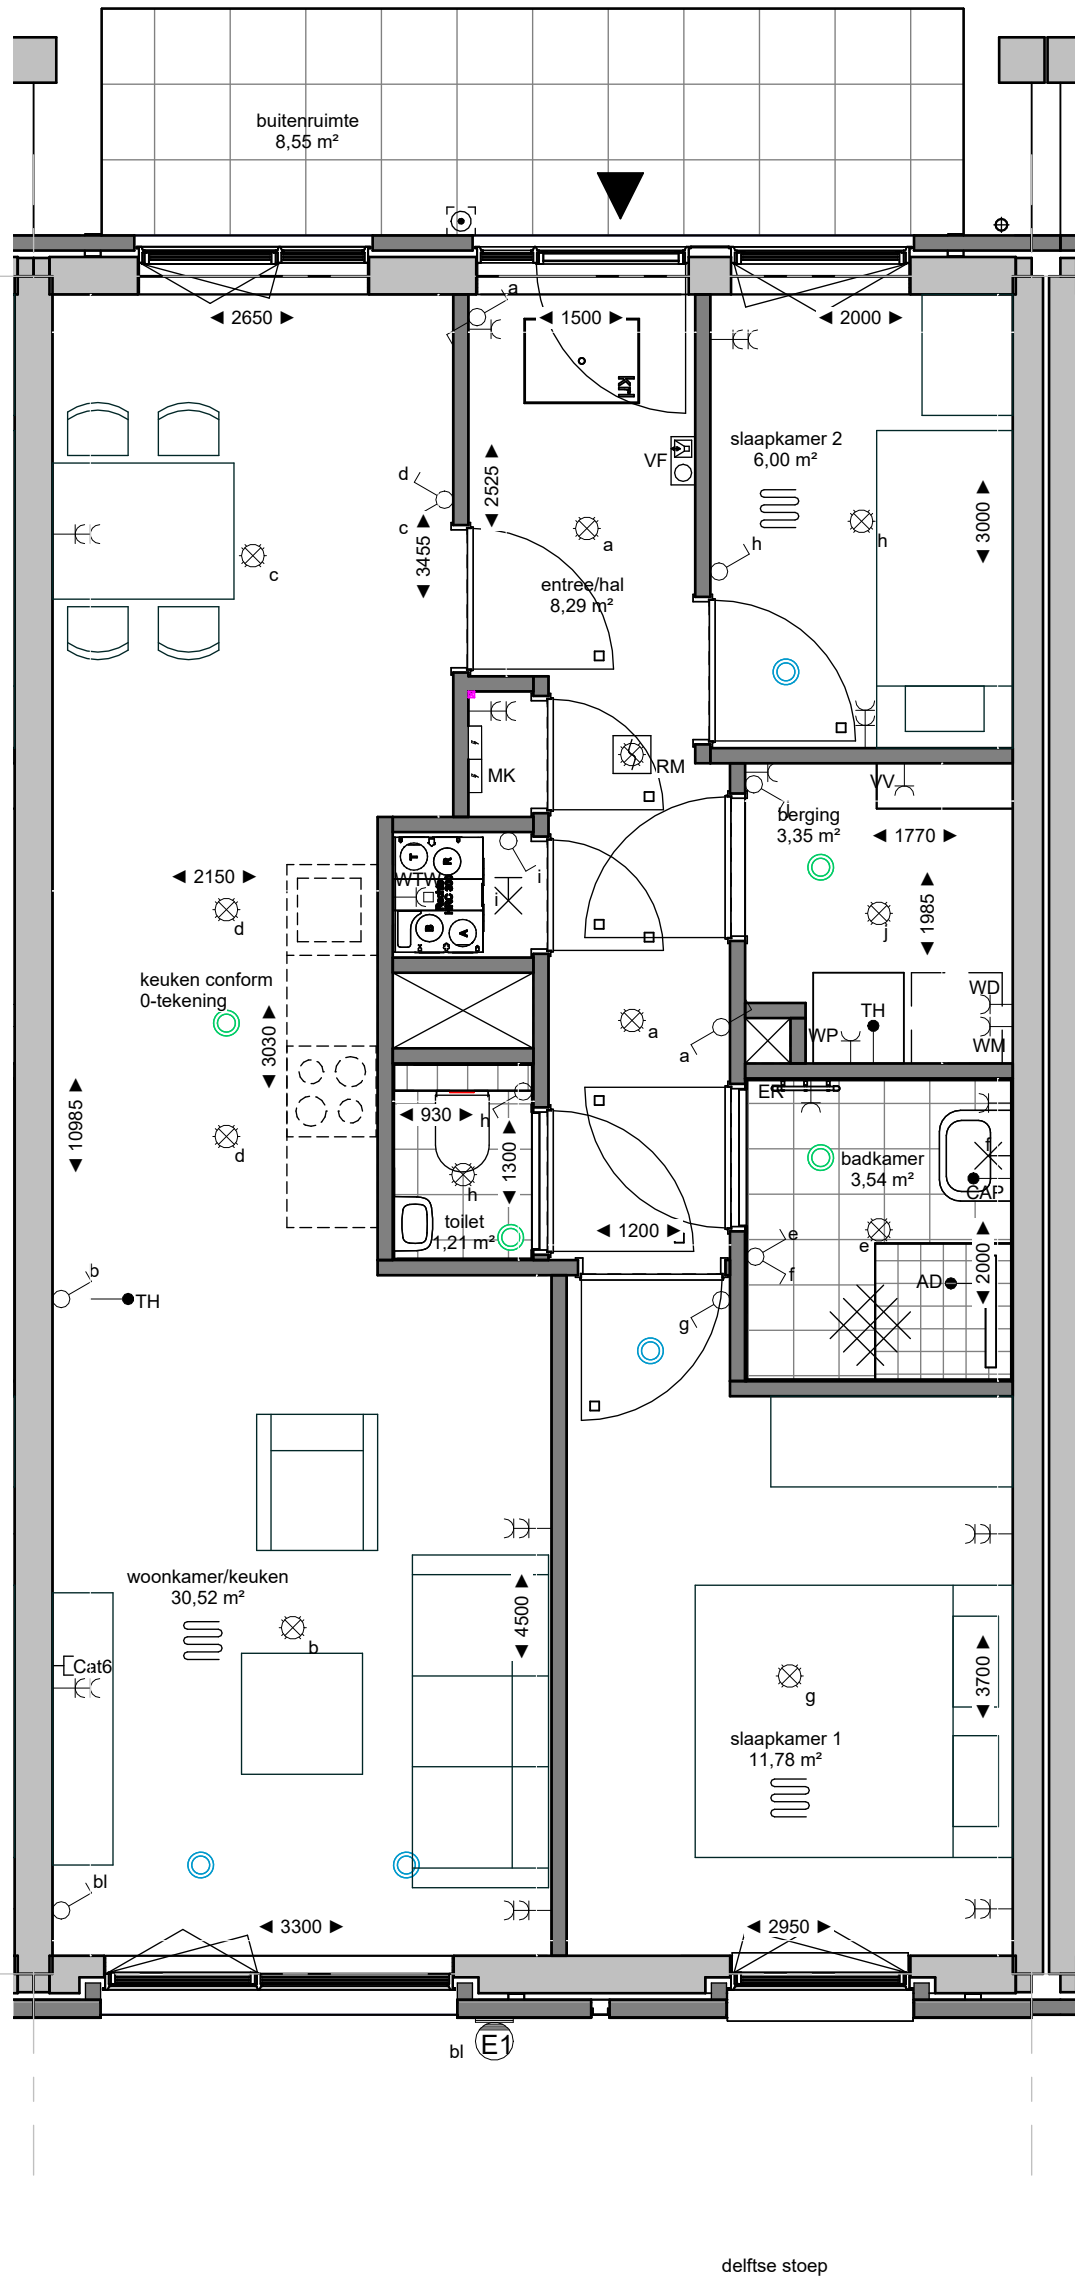 buitenruimte
8,55 m²
a
2650
1500
2000
krl
slaapkamer 2
6,00 m²
VF
d
2525
c
3455
a
h
h
3000
c
entree/hal
8,29 m²
MK
RM
VV
j
berging
3,35 m²
1770
2150
T
R
WTW
i
i
B
A
d
j
1985
keuken conform
0-tekening
3030
WD
TH
WP
WM
a
a
ER
10985
930
h
1300
d
h
toilet
1,21 m²
badkamer
3,54 m²
f
CAP
1200
e
e
f
2000
AD
b
TH
g
woonkamer/keuken
30,52 m²
4500
b
Cat6
3700
g
slaapkamer 1
11,78 m²
bl
3300
2950
bl
E1
delftse stoep